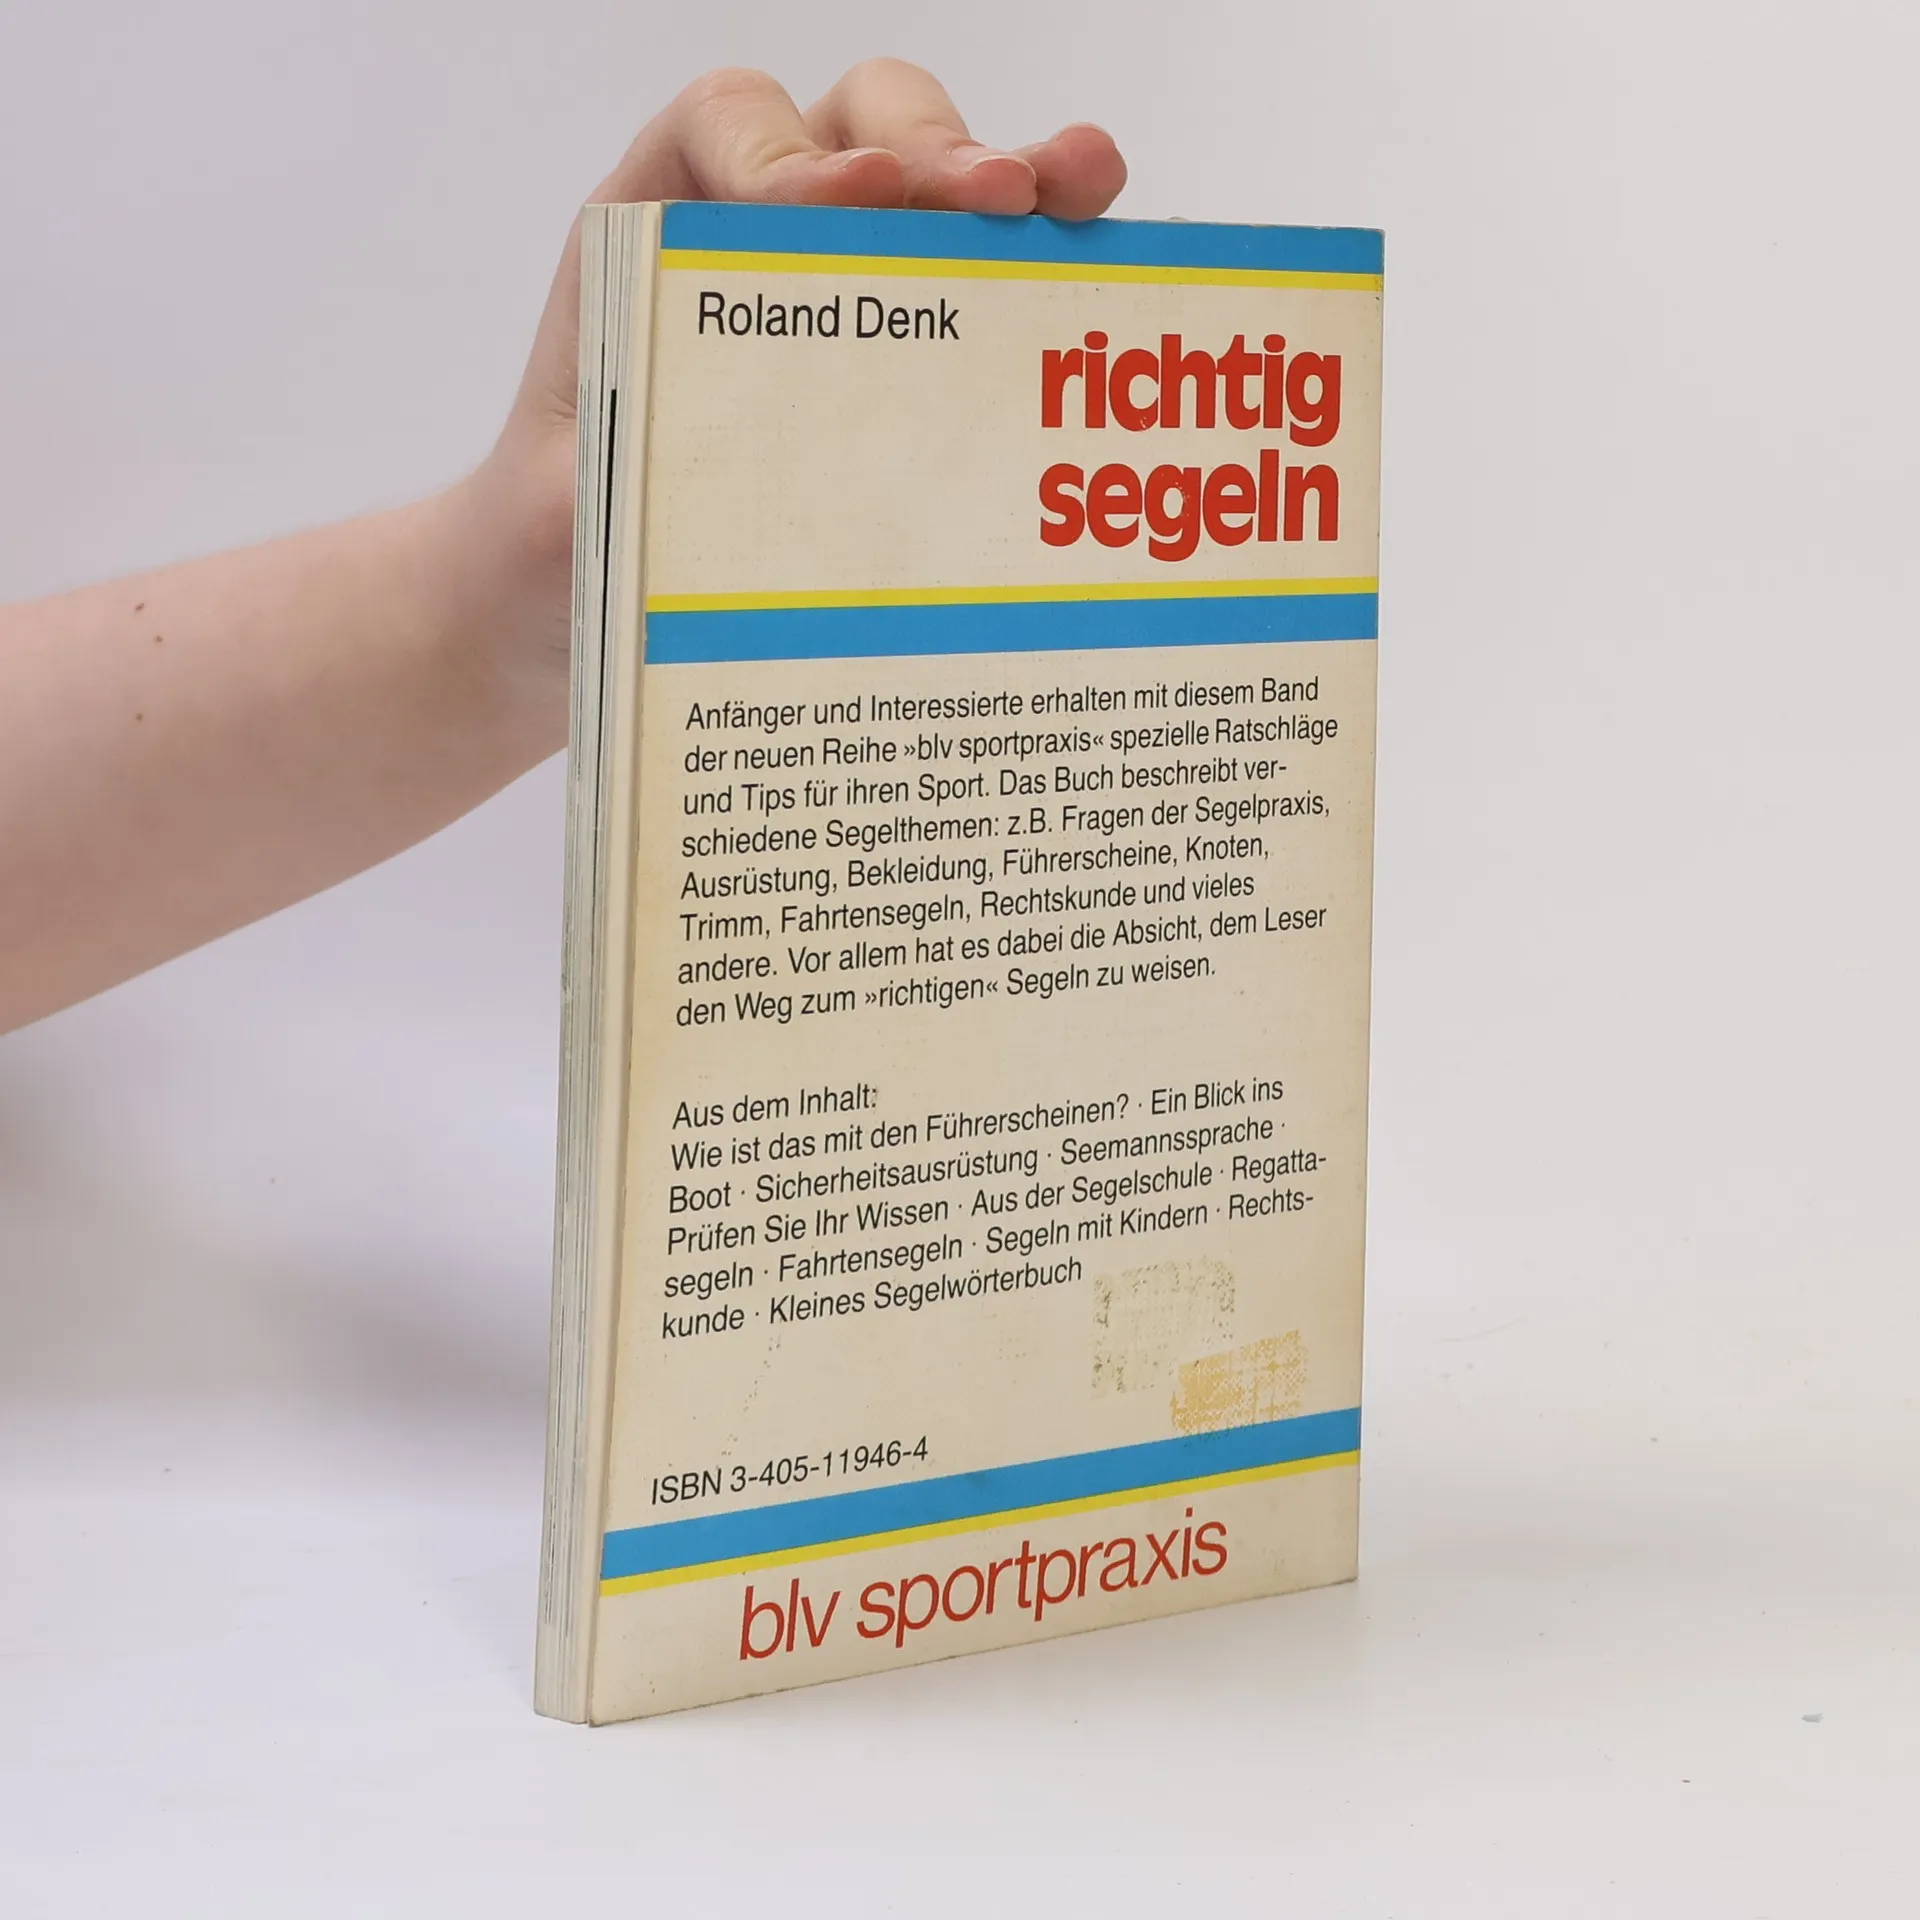 Roland Denk
richtig
segeln
Anfänger und Interessierte erhalten mit diesem Band
der neuen Reihe »blv sportpraxis« spezielle Ratschläge
und Tips für ihren Sport. Das Buch beschreibt ver-
schiedene Segelthemen: z.B. Fragen der Segelpraxis,
Ausrüstung, Bekleidung, Führerscheine, Knoten,
Trimm, Fahrtensegeln, Rechtskunde und vieles
andere. Vor allem hat es dabei die Absicht, dem Leser
den Weg zum »richtigen« Segeln zu weisen.
Aus dem Inhalt:
Wie ist das mit den Führerscheinen? · Ein Blick ins
Boot · Sicherheitsausrüstung · Seemannssprache ·
Prüfen Sie Ihr Wissen · Aus der Segelschule · Regatta-
segeln · Fahrtensegeln · Segeln mit Kindern · Rechts-
kunde · Kleines Segelwörterbuch
ISBN 3-405-11946-4
blv sportpraxis